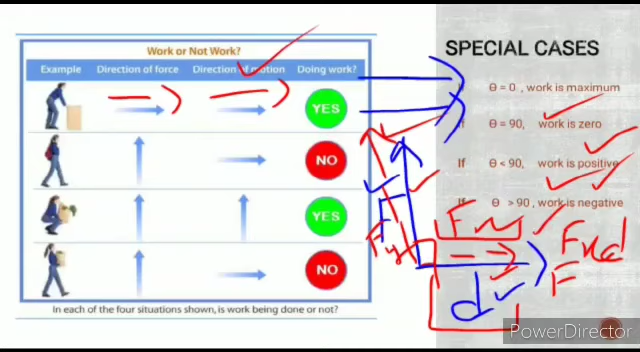 Work or Not Work?
Example Direction of force Direction of motion Doing work?
YES
NO
YES
NO
In each of the four situations shown, is work being done or not?
SPECIAL CASES
θ = 0 , work is maximum
If θ = 90, work is zero
If θ < 90, work is positive
If θ > 90 , work is negative
d
PowerDirector